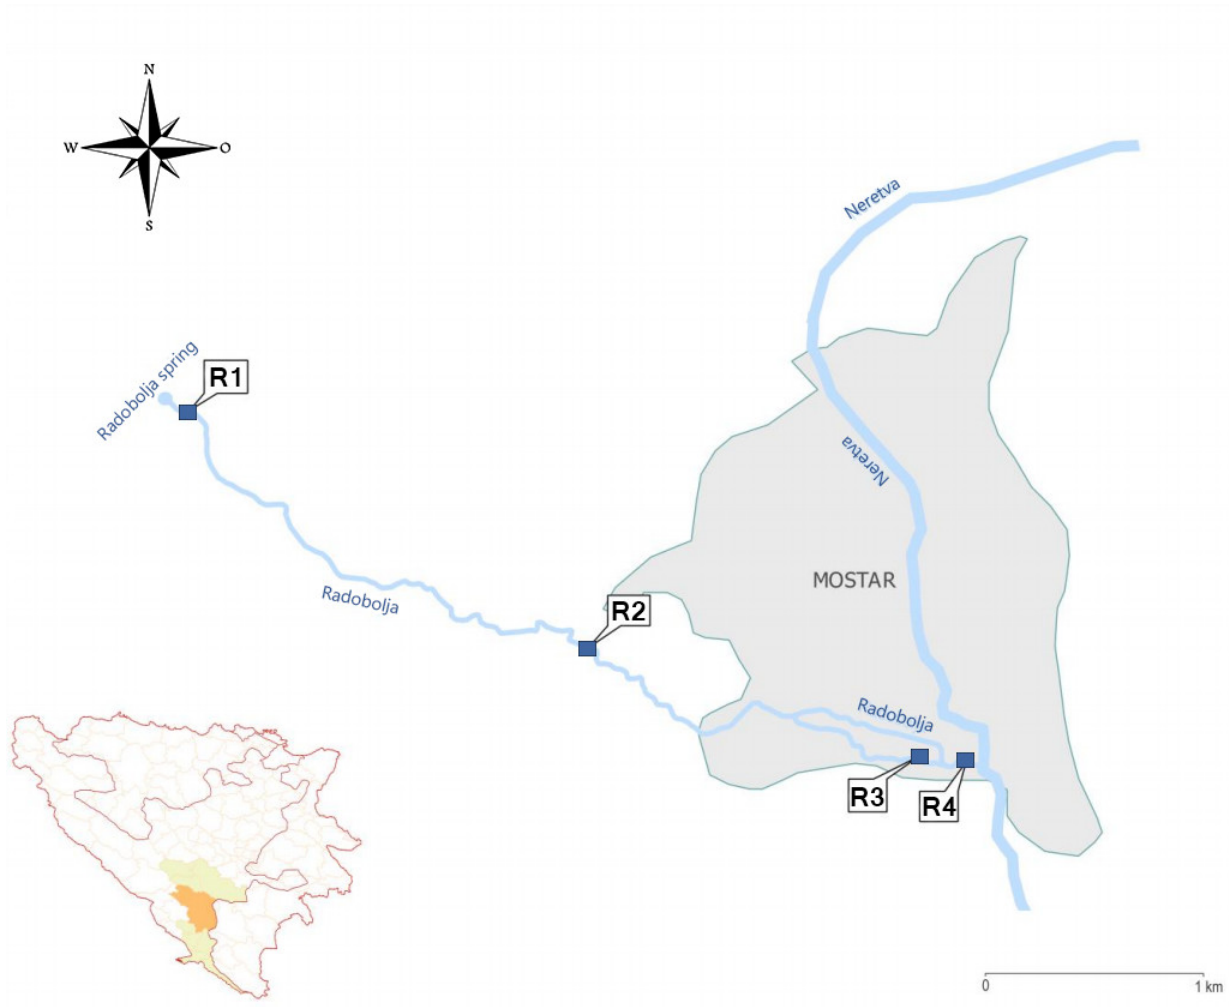 N
W
O
S
Neretva
Radobolja spring
R1
Neretva
MOSTAR
Radobolja
R2
Radobolja
R3
R4
0
1 km